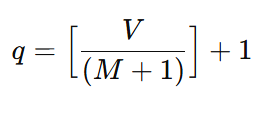 q = [V/(M + 1)] + 1